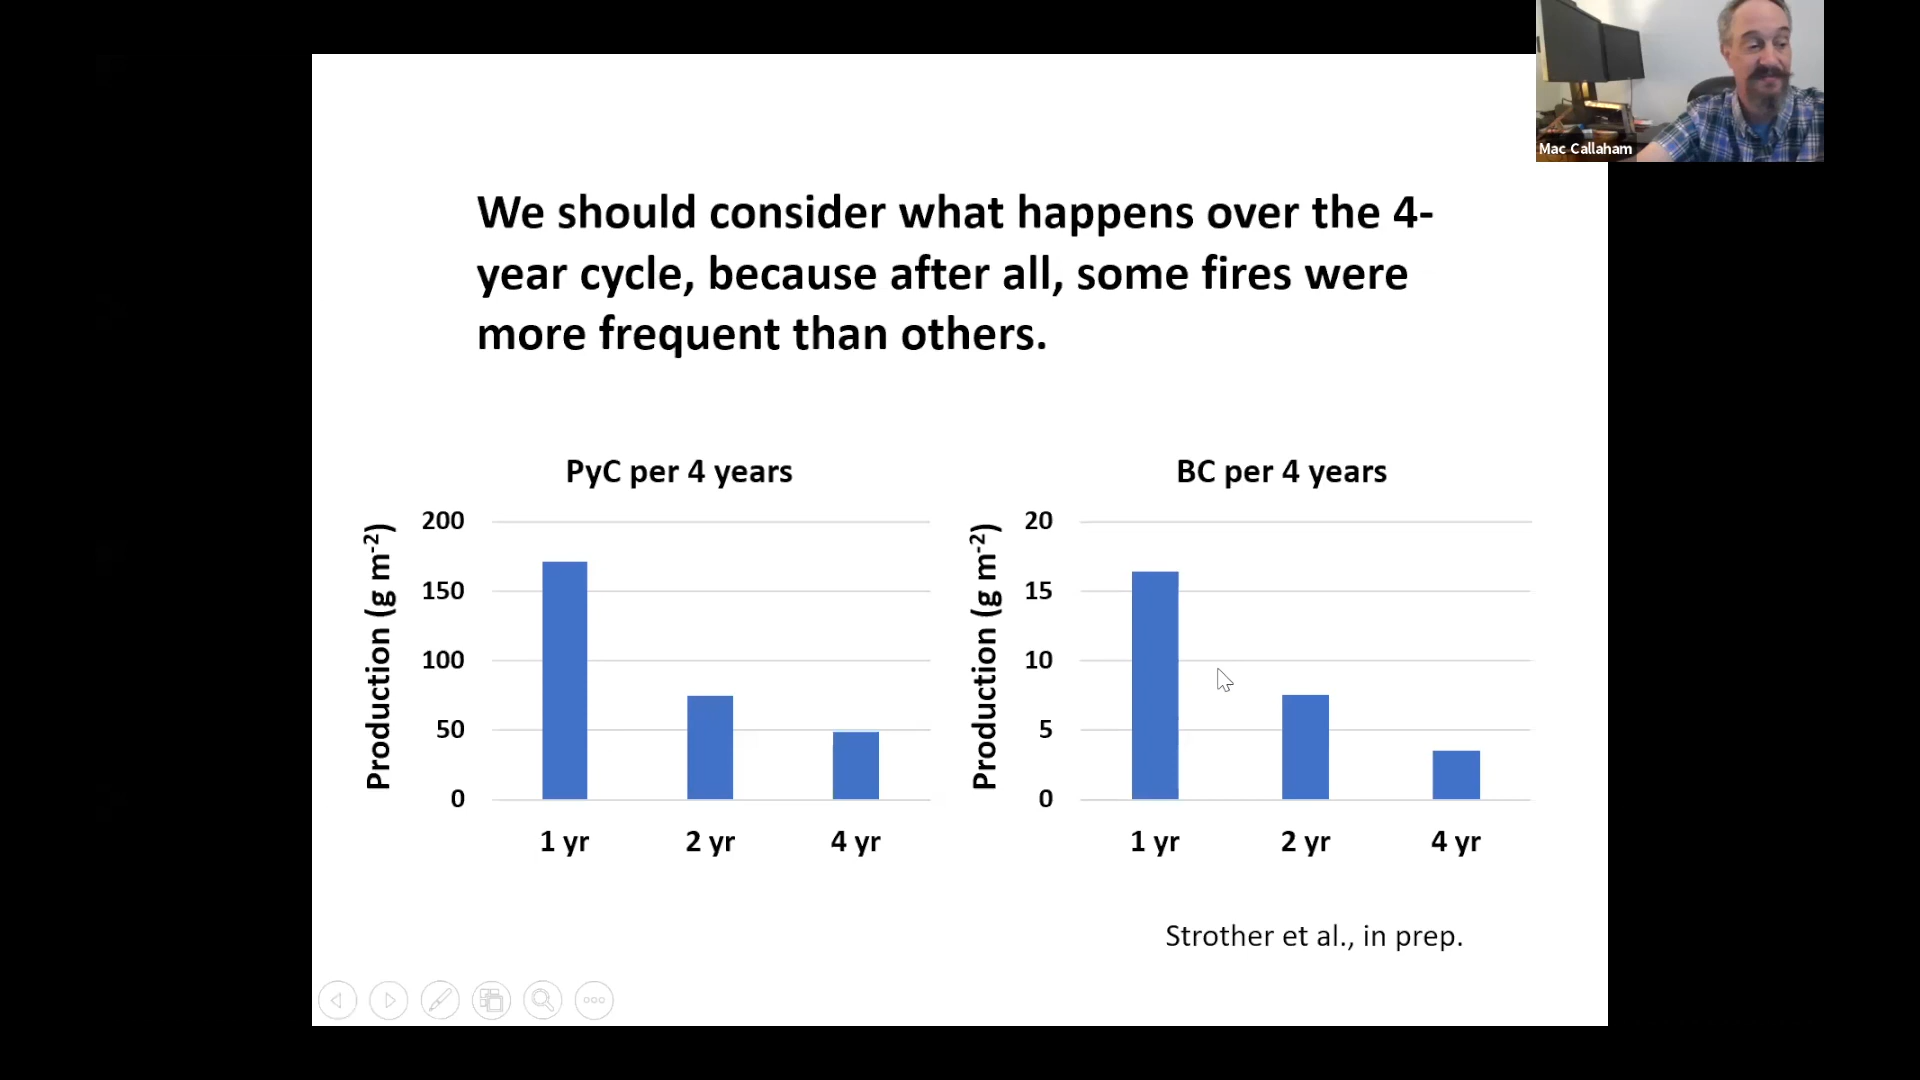 Mac Callaham
We should consider what happens over the 4-
year cycle, because after all, some fires were
more frequent than others.
PyC per 4 years
Production (g m-2)
200
150
100
50
0
1 yr
2 yr
4 yr
BC per 4 years
Production (g m-2)
20
15
10
5
0
1 yr
2 yr
4 yr
Strother et al., in prep.